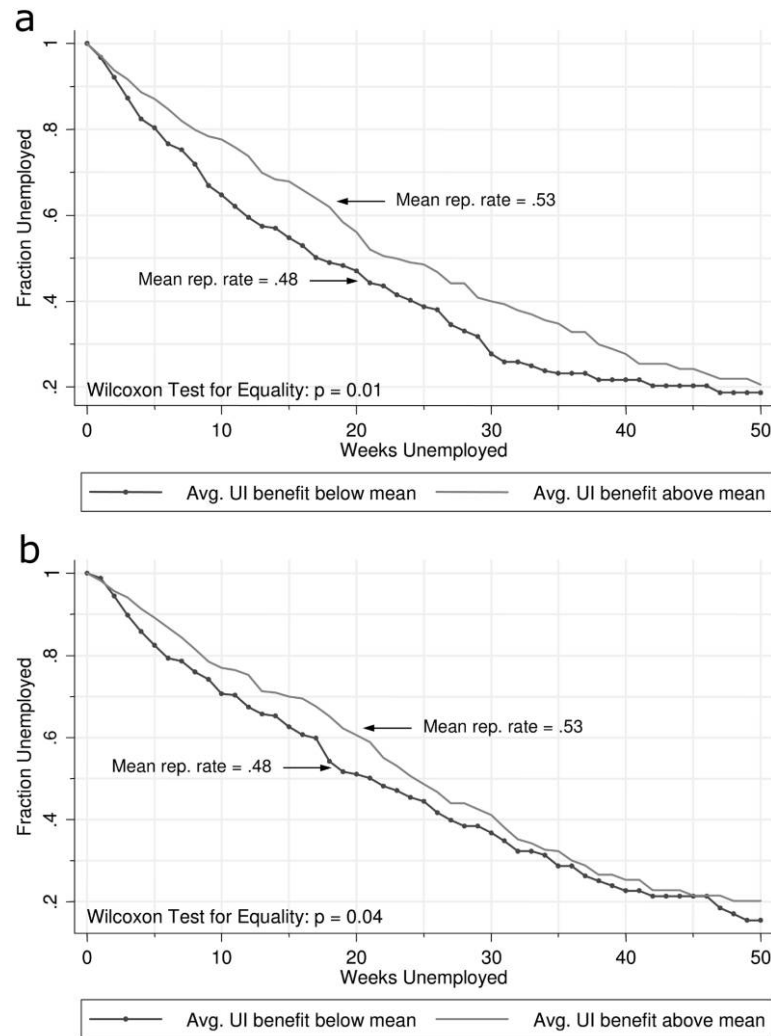 a
Fraction Unemployed
1
.8
.6
.4
.2
Mean rep. rate = .53
Mean rep. rate = .48
Wilcoxon Test for Equality: p = 0.01
0 10 20 30 40 50
Weeks Unemployed
Avg. UI benefit below mean Avg. UI benefit above mean
b
Fraction Unemployed
1
.8
.6
.4
.2
Mean rep. rate = .53
Mean rep. rate = .48
Wilcoxon Test for Equality: p = 0.04
0 10 20 30 40 50
Weeks Unemployed
Avg. UI benefit below mean Avg. UI benefit above mean